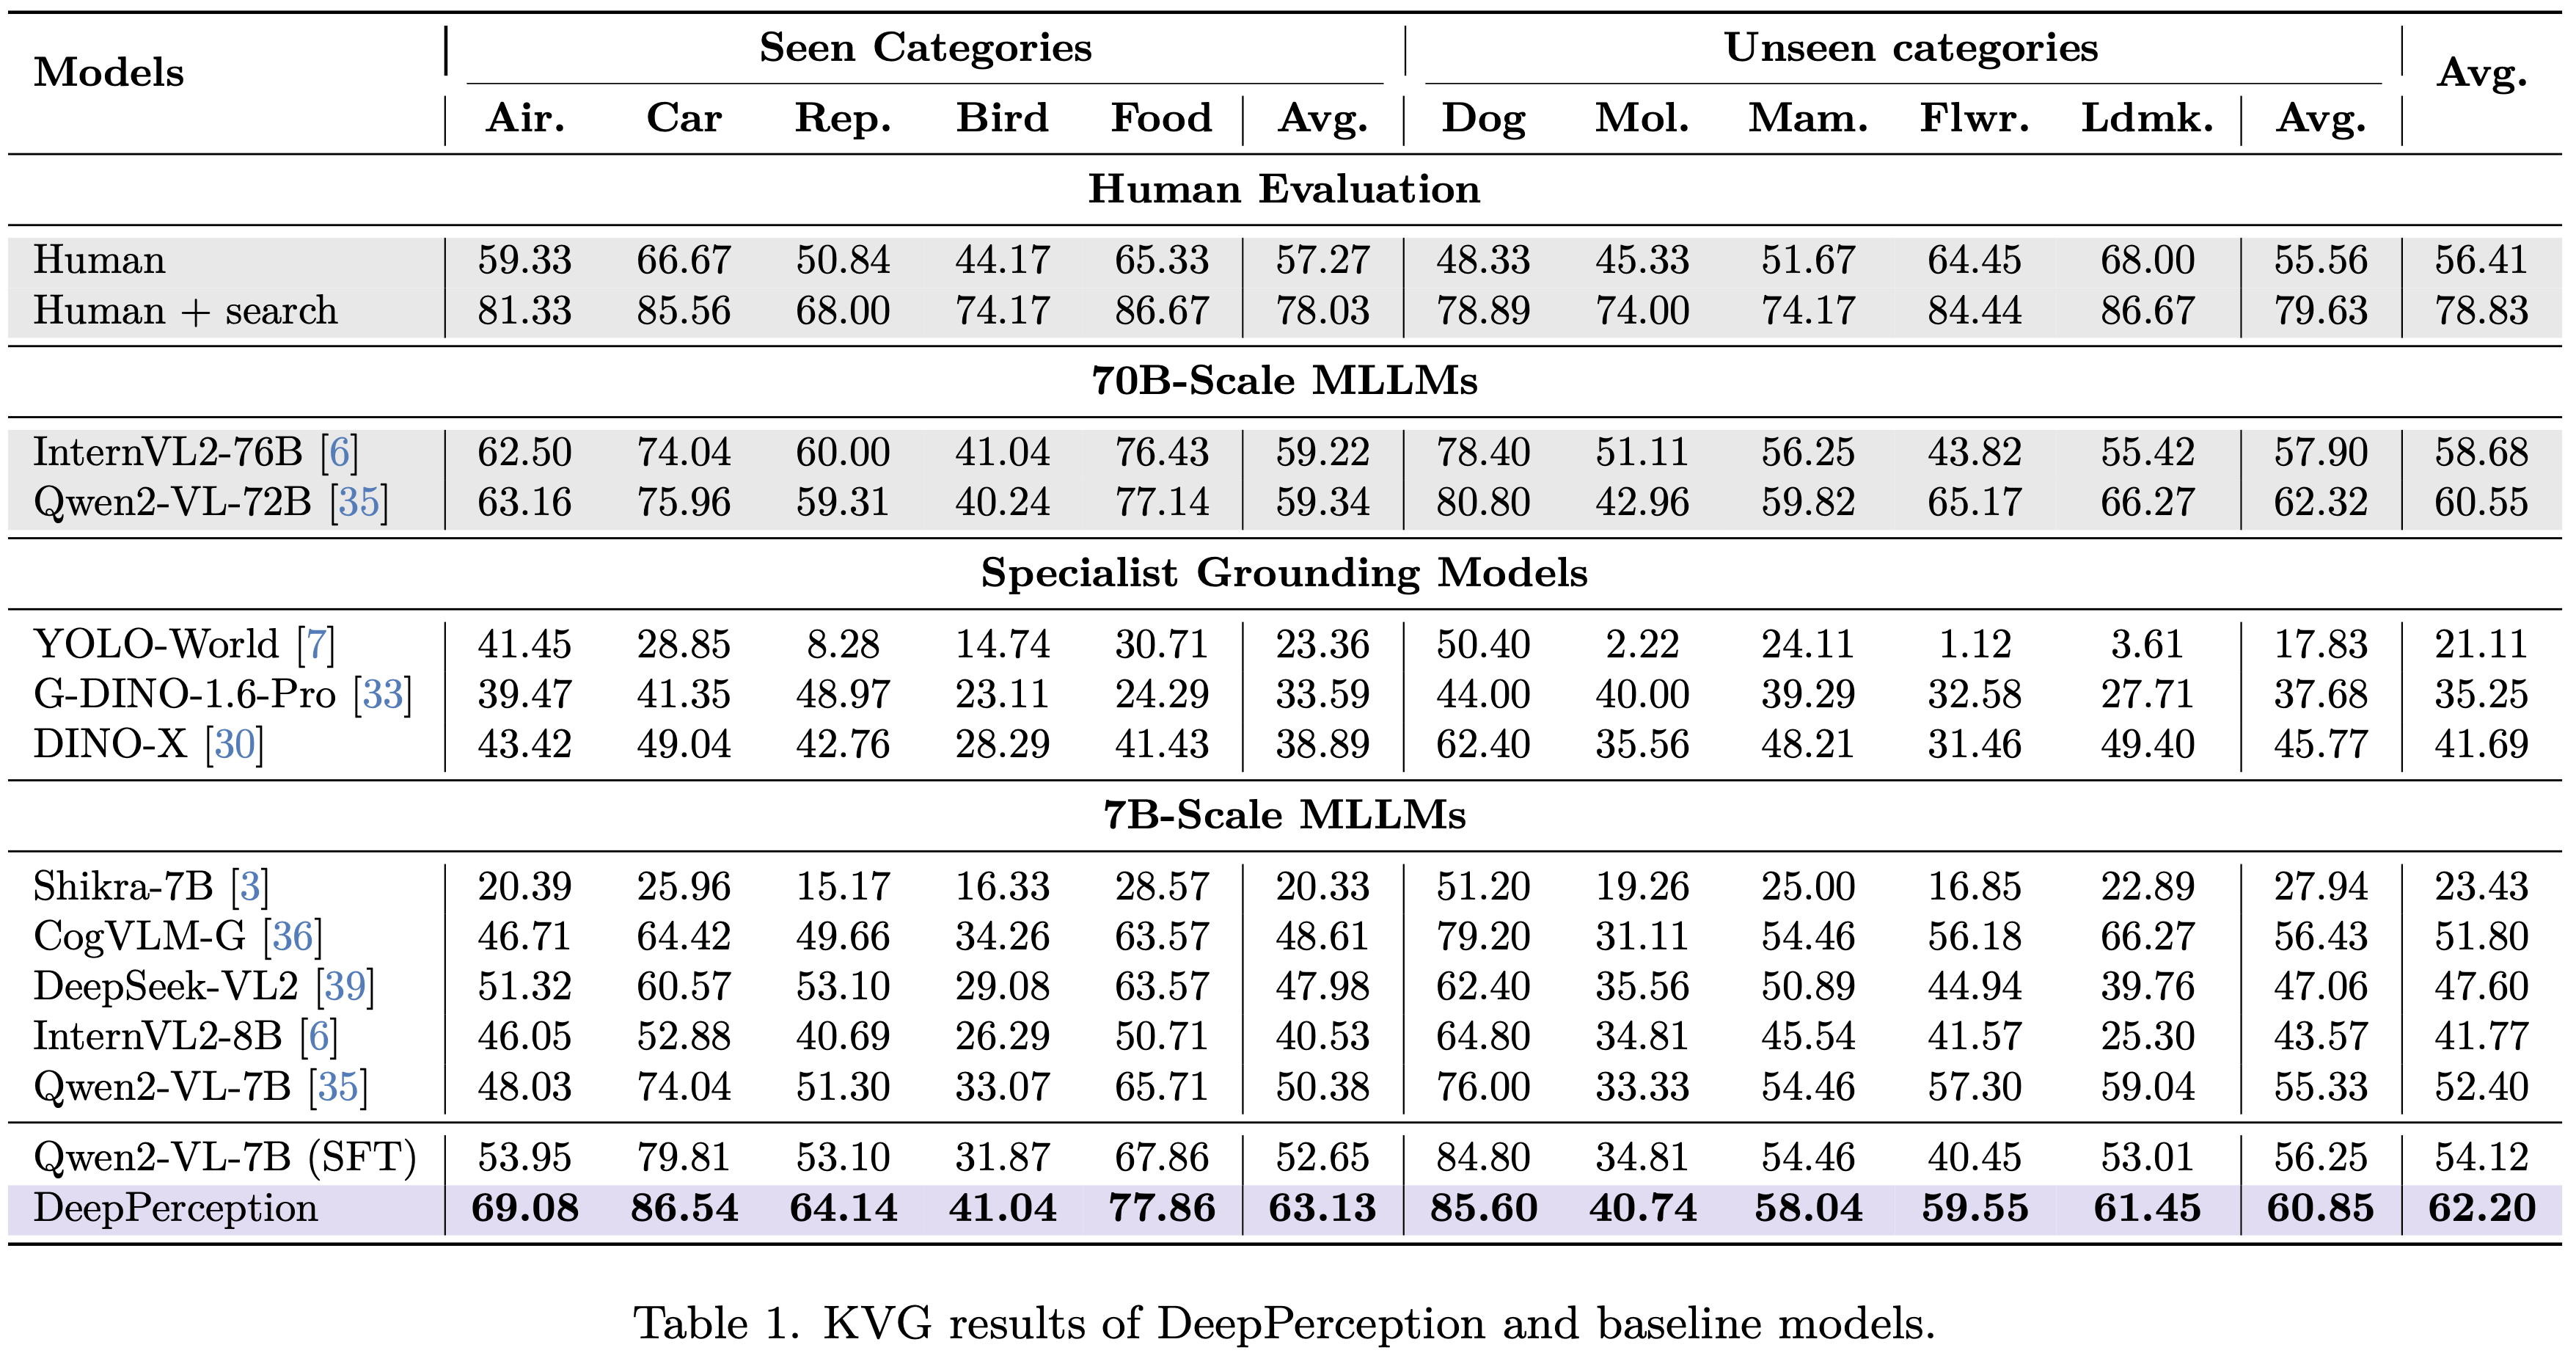 Models Seen Categories Unseen categories Avg.
Air. Car Rep. Bird Food Avg. Dog Mol. Mam. Flwr. Ldmk. Avg.
Human Evaluation
Human 59.33 66.67 50.84 44.17 65.33 57.27 48.33 45.33 51.67 64.45 68.00 55.56 56.41
Human + search 81.33 85.56 68.00 74.17 86.67 78.03 78.89 74.00 74.17 84.44 86.67 79.63 78.83
70B-Scale MLLMs
InternVL2-76B [6] 62.50 74.04 60.00 41.04 76.43 59.22 78.40 51.11 56.25 43.82 55.42 57.90 58.68
Qwen2-VL-72B [35] 63.16 75.96 59.31 40.24 77.14 59.34 80.80 42.96 59.82 65.17 66.27 62.32 60.55
Specialist Grounding Models
YOLO-World [7] 41.45 28.85 8.28 14.74 30.71 23.36 50.40 2.22 24.11 1.12 3.61 17.83 21.11
G-DINO-1.6-Pro [33] 39.47 41.35 48.97 23.11 24.29 33.59 44.00 40.00 39.29 32.58 27.71 37.68 35.25
DINO-X [30] 43.42 49.04 42.76 28.29 41.43 38.89 62.40 35.56 48.21 31.46 49.40 45.77 41.69
7B-Scale MLLMs
Shikra-7B [3] 20.39 25.96 15.17 16.33 28.57 20.33 51.20 19.26 25.00 16.85 22.89 27.94 23.43
CogVLM-G [36] 46.71 64.42 49.66 34.26 63.57 48.61 79.20 31.11 54.46 56.18 66.27 56.43 51.80
DeepSeek-VL2 [39] 51.32 60.57 53.10 29.08 63.57 47.98 62.40 35.56 50.89 44.94 39.76 47.06 47.60
InternVL2-8B [6] 46.05 52.88 40.69 26.29 50.71 40.53 64.80 34.81 45.54 41.57 25.30 43.57 41.77
Qwen2-VL-7B [35] 48.03 74.04 51.30 33.07 65.71 50.38 76.00 33.33 54.46 57.30 59.04 55.33 52.40
Qwen2-VL-7B (SFT) 53.95 79.81 53.10 31.87 67.86 52.65 84.80 34.81 54.46 40.45 53.01 56.25 54.12
DeepPerception 69.08 86.54 64.14 41.04 77.86 63.13 85.60 40.74 58.04 59.55 61.45 60.85 62.20
Table 1. KVG results of DeepPerception and baseline models.